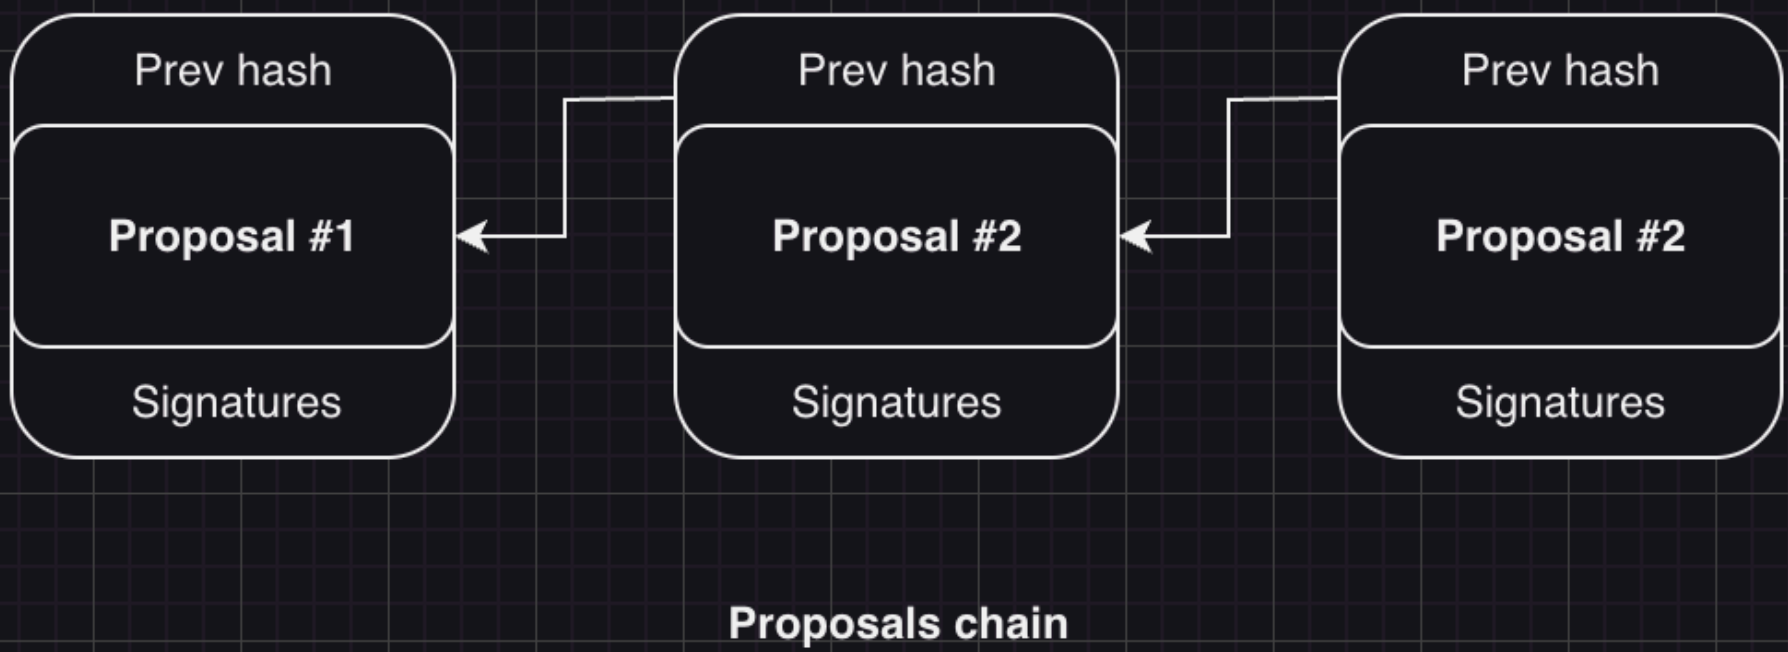 Prev hash
Proposal #1
Signatures
Prev hash
Proposal #2
Signatures
Prev hash
Proposal #2
Signatures
Proposals chain